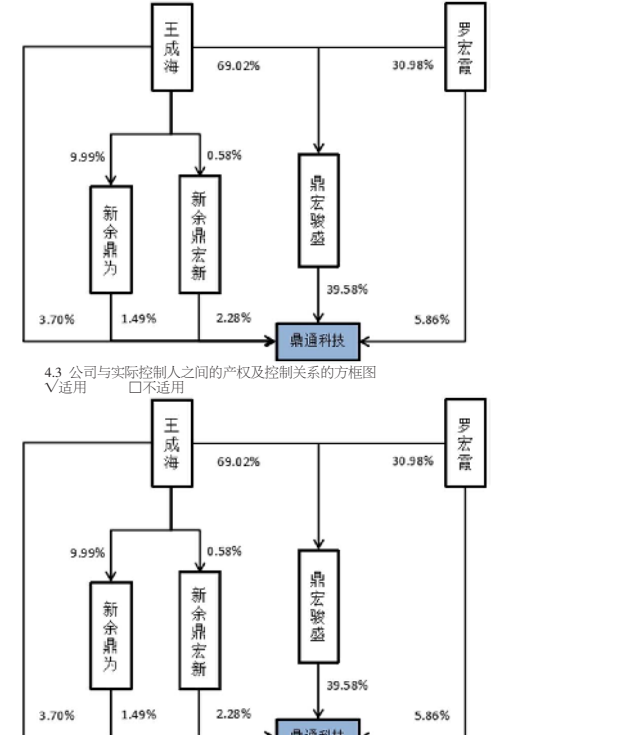 王成海
罗宏霞
69.02%
30.98%
9.99%
0.58%
新余鼎为
新余鼎宏新
鼎宏骏盛
39.58%
3.70%
1.49%
2.28%
5.86%
鼎通科技
4.3 公司与实际控制人之间的产权及控制关系的方框图
√适用 □不适用
王成海
罗宏霞
69.02%
30.98%
9.99%
0.58%
新余鼎为
新余鼎宏新
鼎宏骏盛
39.58%
3.70%
1.49%
2.28%
5.86%
鼎通科技